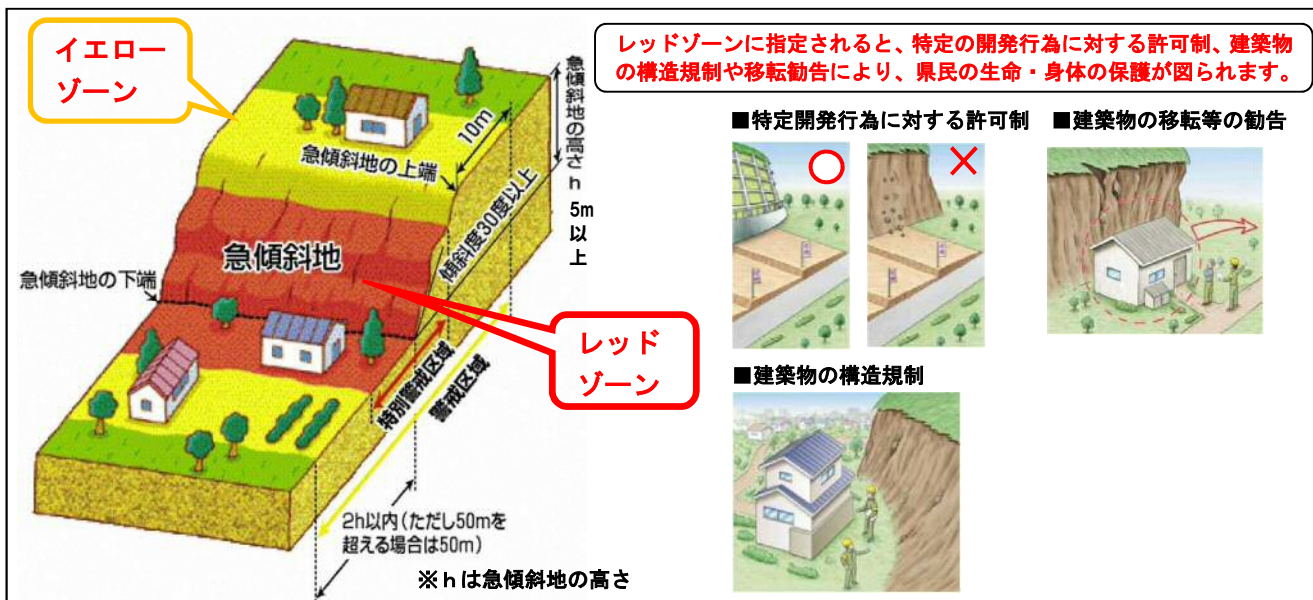 イエロー
ゾーン
急傾斜地の高さh
5m
以上
10m
急傾斜地の上端
傾斜度30度以上
急傾斜地
急傾斜地の下端
レッド
ゾーン
特別警戒区域
警戒区域
2h以内(ただし50mを
超える場合は50m)
※hは急傾斜地の高さ
レッドゾーンに指定されると、特定の開発行為に対する許可制、建築物
の構造規制や移転勧告により、県民の生命・身体の保護が図られます。
■特定開発行為に対する許可制
■建築物の移転等の勧告
■建築物の構造規制